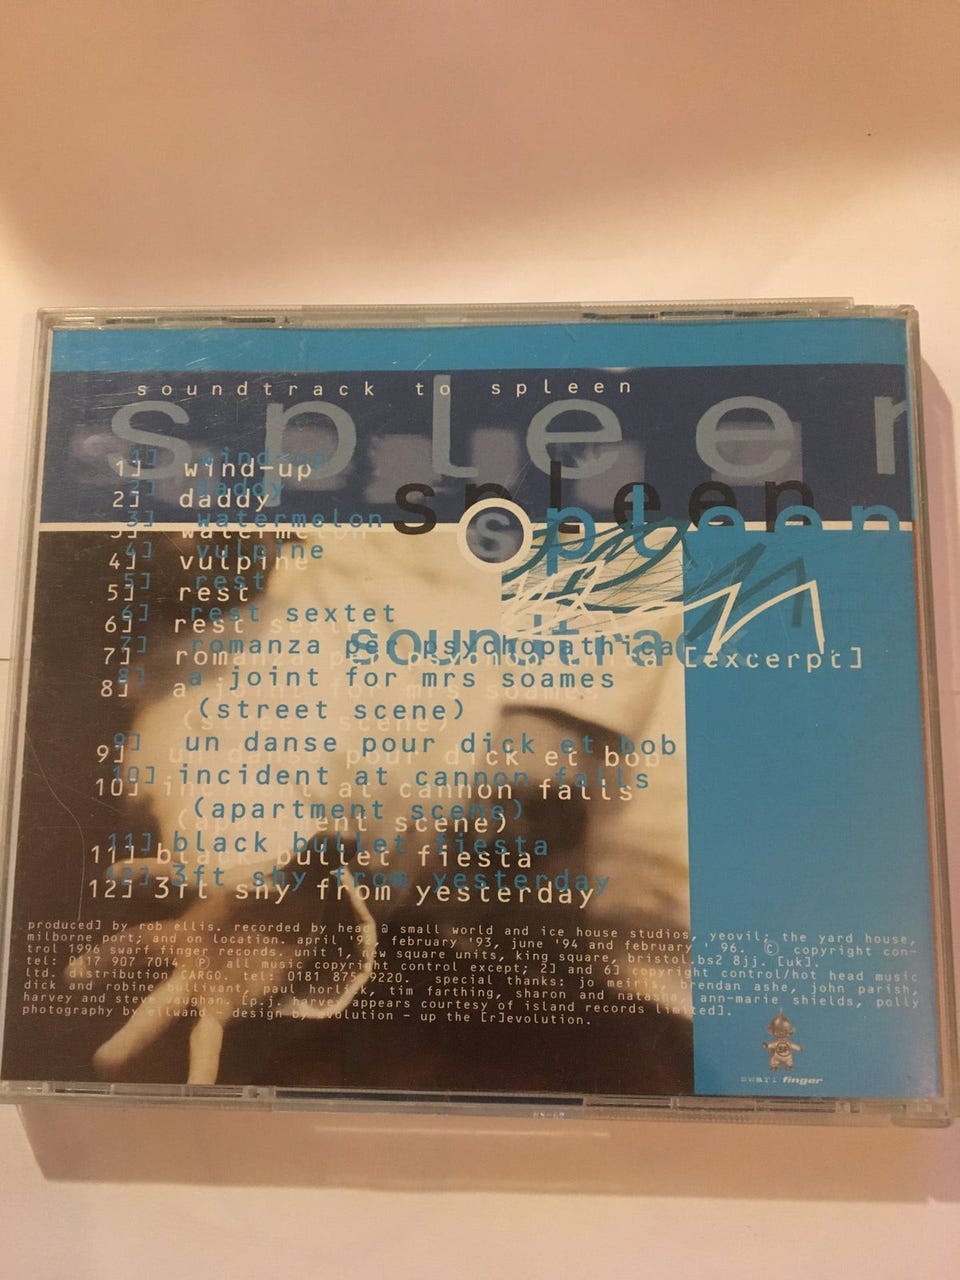 soundtrack to spleen
spleen
spleen
spleen
s
soundtrack
1] wind-up
2] daddy
3] watermelon
4] vulpine
5] rest
6] rest sextet
7] romanza per psychopathica [excerpt]
8] a joint for mrs soames
(street scene)
9] un danse pour dick et bob
10] incident at cannon falls
(apartment scene)
11] black bullet fiesta
12] 3ft shy from yesterday
produced] by rob ellis. recorded by head @ small world and ice house studios, yeovil; the yard house,
milborne port; and on location. april '92, february '93, june '94 and february ' 96. © copyright con-
trol 1996 swarf finger records. unit 1, new square units, king square, bristol.bs2 8jj. [uk].
tel: 0117 907 7014. (P) all music copyright control except; 2] and 6] copyright control/hot head music
ltd. distribution CARGO. tel: 0181 875 9220. special thanks: jo meiris, brendan ashe, john parish,
dick and robine bullivant, paul horlick, tim farthing, sharon and natasha, ann-marie shields, polly
harvey and steve vaughan. [p.j. harvey appears courtesy of island records limited].
photography by ellwand - design by evolution - up the [r]evolution.
swarf finger